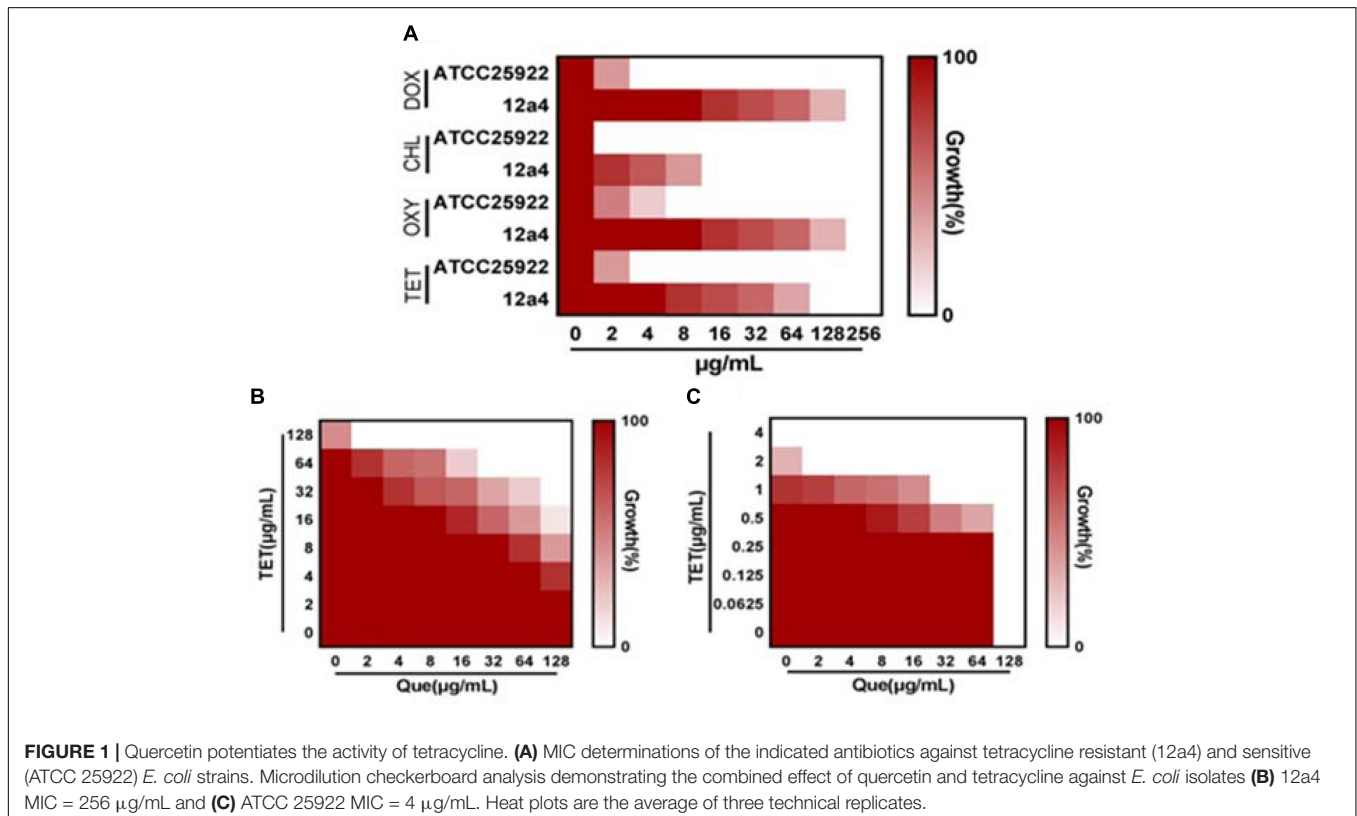 A
DOX
ATCC25922
12a4
CHL
ATCC25922
12a4
OXY
ATCC25922
12a4
TET
ATCC25922
12a4
0 2 4 8 16 32 64 128 256
µg/mL
100
Growth(%)
0
B
TET(µg/mL)
128
64
32
16
8
4
2
0
0 2 4 8 16 32 64 128
Que(µg/mL)
100
Growth(%)
0
C
TET(µg/mL)
4
2
1
0.5
0.25
0.125
0.0625
0
0 2 4 8 16 32 64 128
Que(µg/mL)
100
Growth(%)
0
FIGURE 1 | Quercetin potentiates the activity of tetracycline. (A) MIC determinations of the indicated antibiotics against tetracycline resistant (12a4) and sensitive
(ATCC 25922) E. coli strains. Microdilution checkerboard analysis demonstrating the combined effect of quercetin and tetracycline against E. coli isolates (B) 12a4
MIC = 256 µg/mL and (C) ATCC 25922 MIC = 4 µg/mL. Heat plots are the average of three technical replicates.